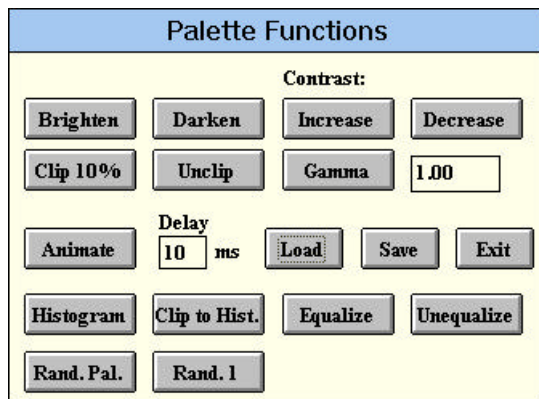 Palette Functions
Contrast:
Brighten Darken Increase Decrease
Clip 10% Unclip Gamma 1.00
Delay
Animate 10 ms Load Save Exit
Histogram Clip to Hist. Equalize Unequalize
Rand. Pal. Rand. 1